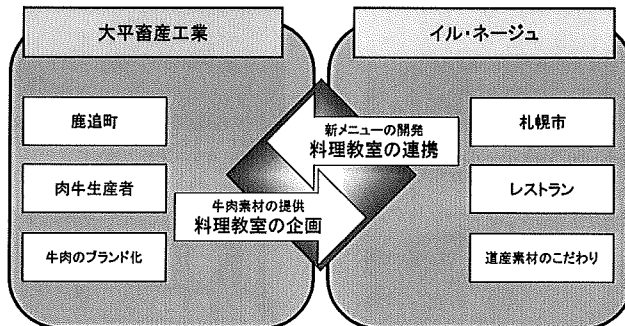 大平畜産工業
イル・ネージュ
鹿追町
肉牛生産者
牛肉のブランド化
新メニューの開発
料理教室の連携
牛肉素材の提供
料理教室の企画
札幌市
レストラン
道産素材のこだわり